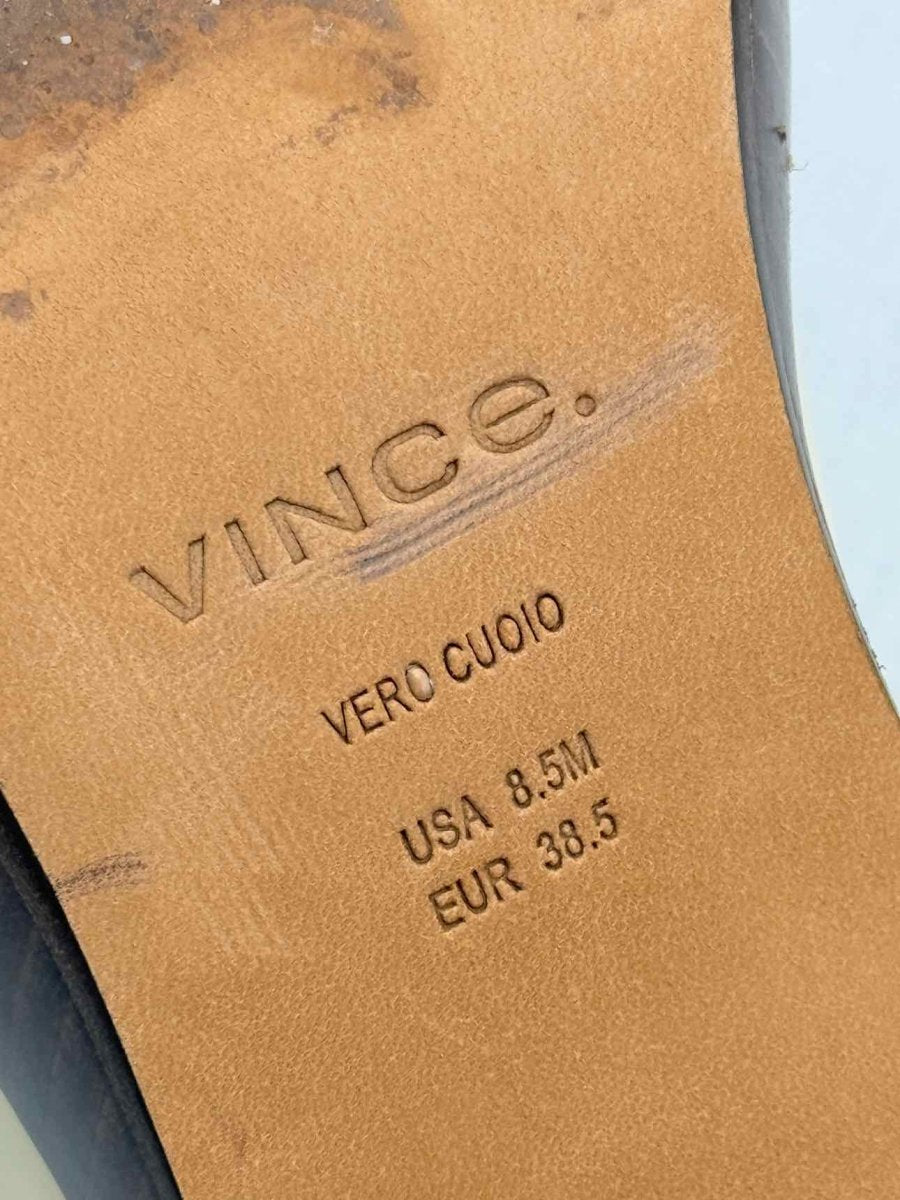 VINCe.
VERO CUOIO
USA 8.5M
EUR 38.5